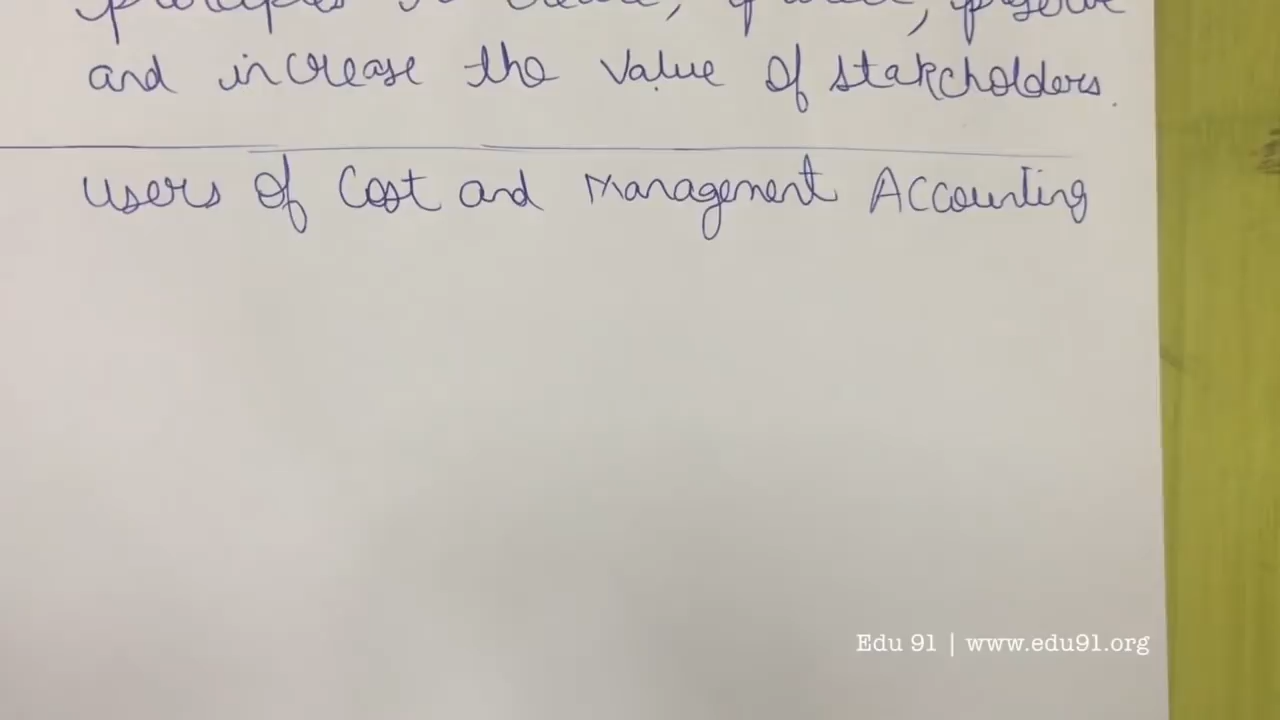 and increase the value of stakeholders.
Users of Cost and Management Accounting
Edu 91 | www.edu91.org